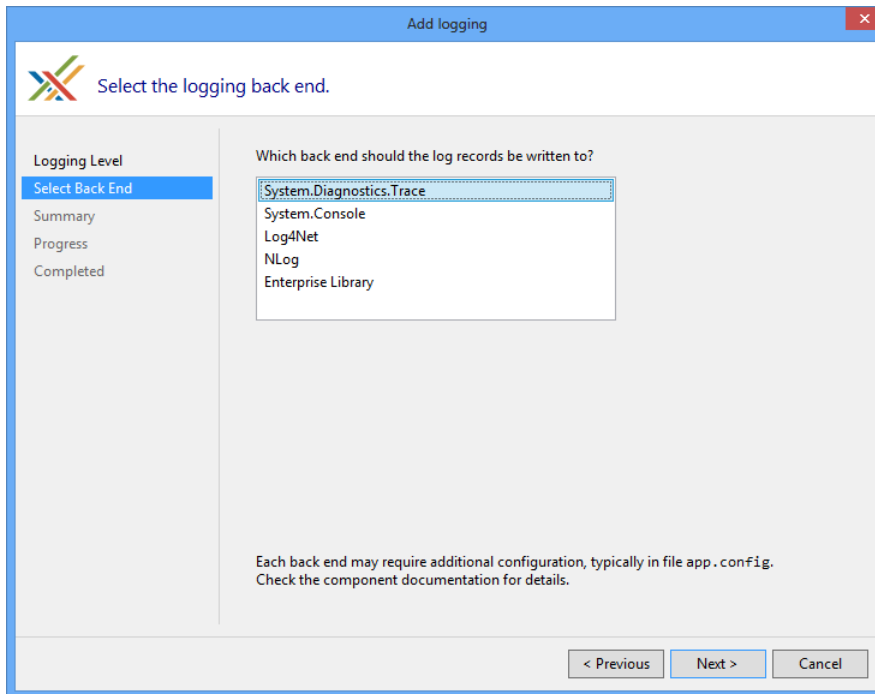 Add logging
Select the logging back end.
Logging Level
Select Back End
Summary
Progress
Completed
Which back end should the log records be written to?
System.Diagnostics.Trace
System.Console
Log4Net
NLog
Enterprise Library
Each back end may require additional configuration, typically in file app.config.
Check the component documentation for details.
< Previous
Next >
Cancel